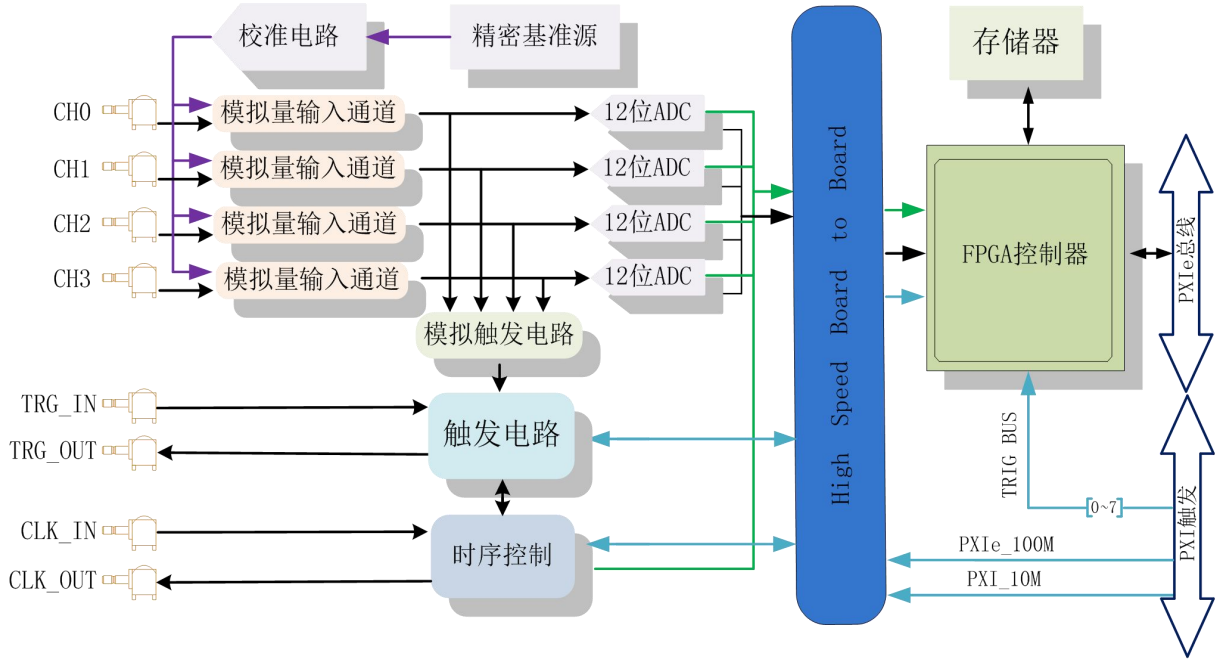 校准电路
精密基准源
存储器
CH0
模拟量输入通道
12位ADC
CH1
模拟量输入通道
12位ADC
CH2
模拟量输入通道
12位ADC
CH3
模拟量输入通道
12位ADC
模拟触发电路
TRG_IN
TRG_OUT
触发电路
CLK_IN
CLK_OUT
时序控制
High Speed Board to Board
FPGA控制器
PXIe总线
TRIG BUS
[0~7]
PXI触发
PXIe_100M
PXI_10M